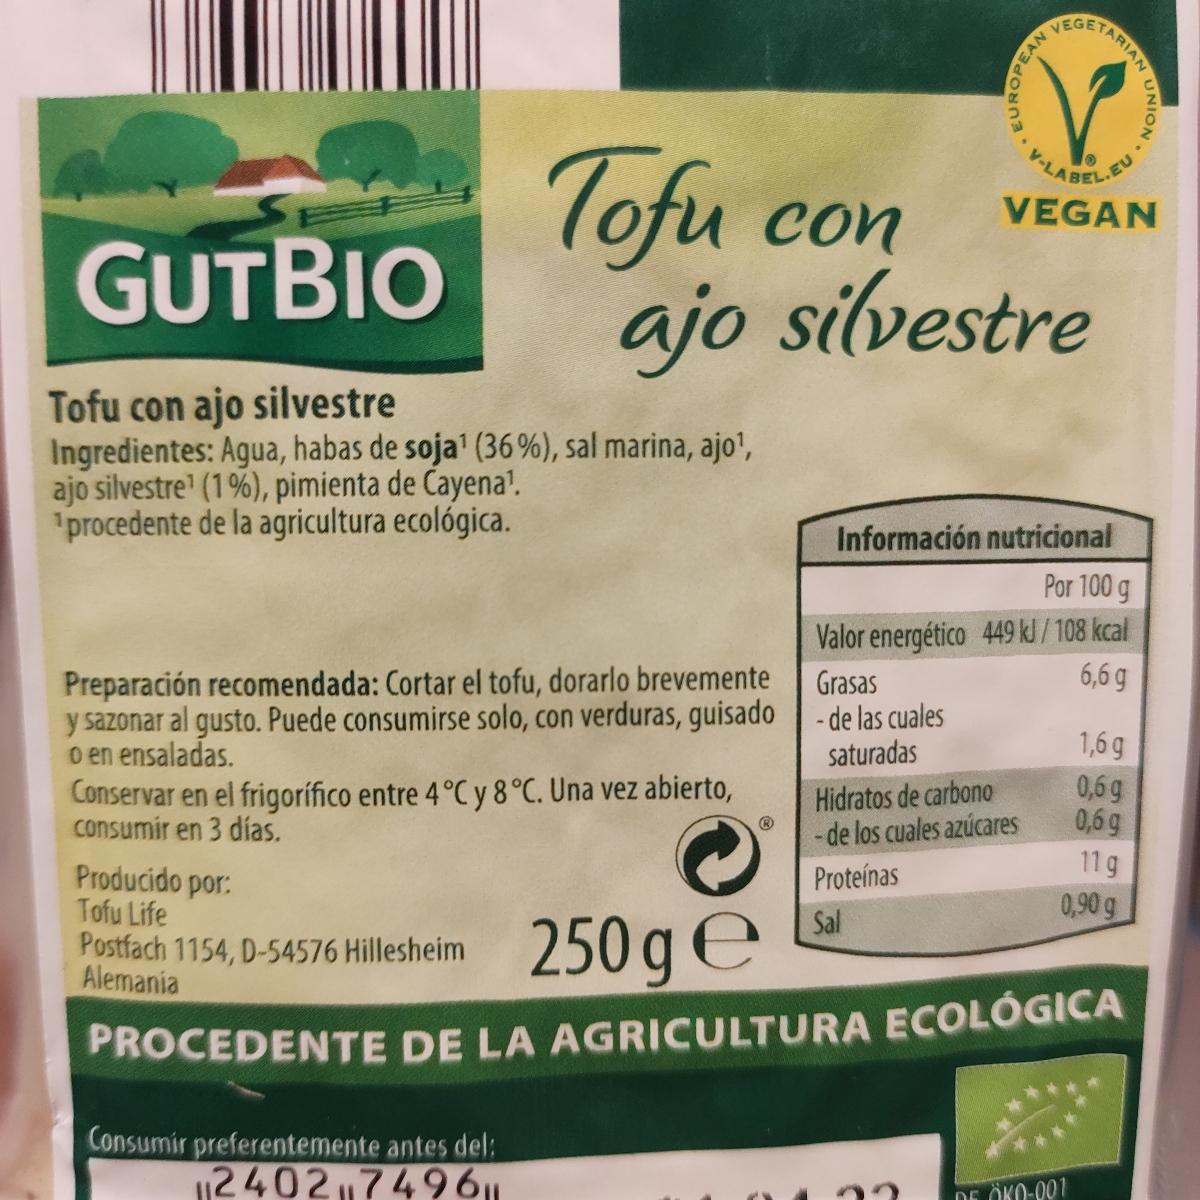 EUROPEAN VEGETARIAN UNION
V-LABEL.EU
VEGAN
GUTBIO
Tofu con
ajo silvestre
Tofu con ajo silvestre
Ingredientes: Agua, habas de soja¹ (36%), sal marina, ajo¹,
ajo silvestre¹ (1%), pimienta de Cayena¹.
¹procedente de la agricultura ecológica.
Preparación recomendada: Cortar el tofu, dorarlo brevemente
y sazonar al gusto. Puede consumirse solo, con verduras, guisado
o en ensaladas.
Conservar en el frigorífico entre 4°C y 8°C. Una vez abierto,
consumir en 3 días.
Producido por:
Tofu Life
Postfach 1154, D-54576 Hillesheim
Alemania
250 g e
Información nutricional
Por 100 g
Valor energético 449 kJ / 108 kcal
Grasas 6,6 g
- de las cuales
saturadas 1,6 g
Hidratos de carbono 0,6 g
- de los cuales azúcares 0,6 g
Proteínas 11 g
Sal 0,90 g
PROCEDENTE DE LA AGRICULTURA ECOLÓGICA
Consumir preferentemente antes del:
24027496
DE-ÖKO-001